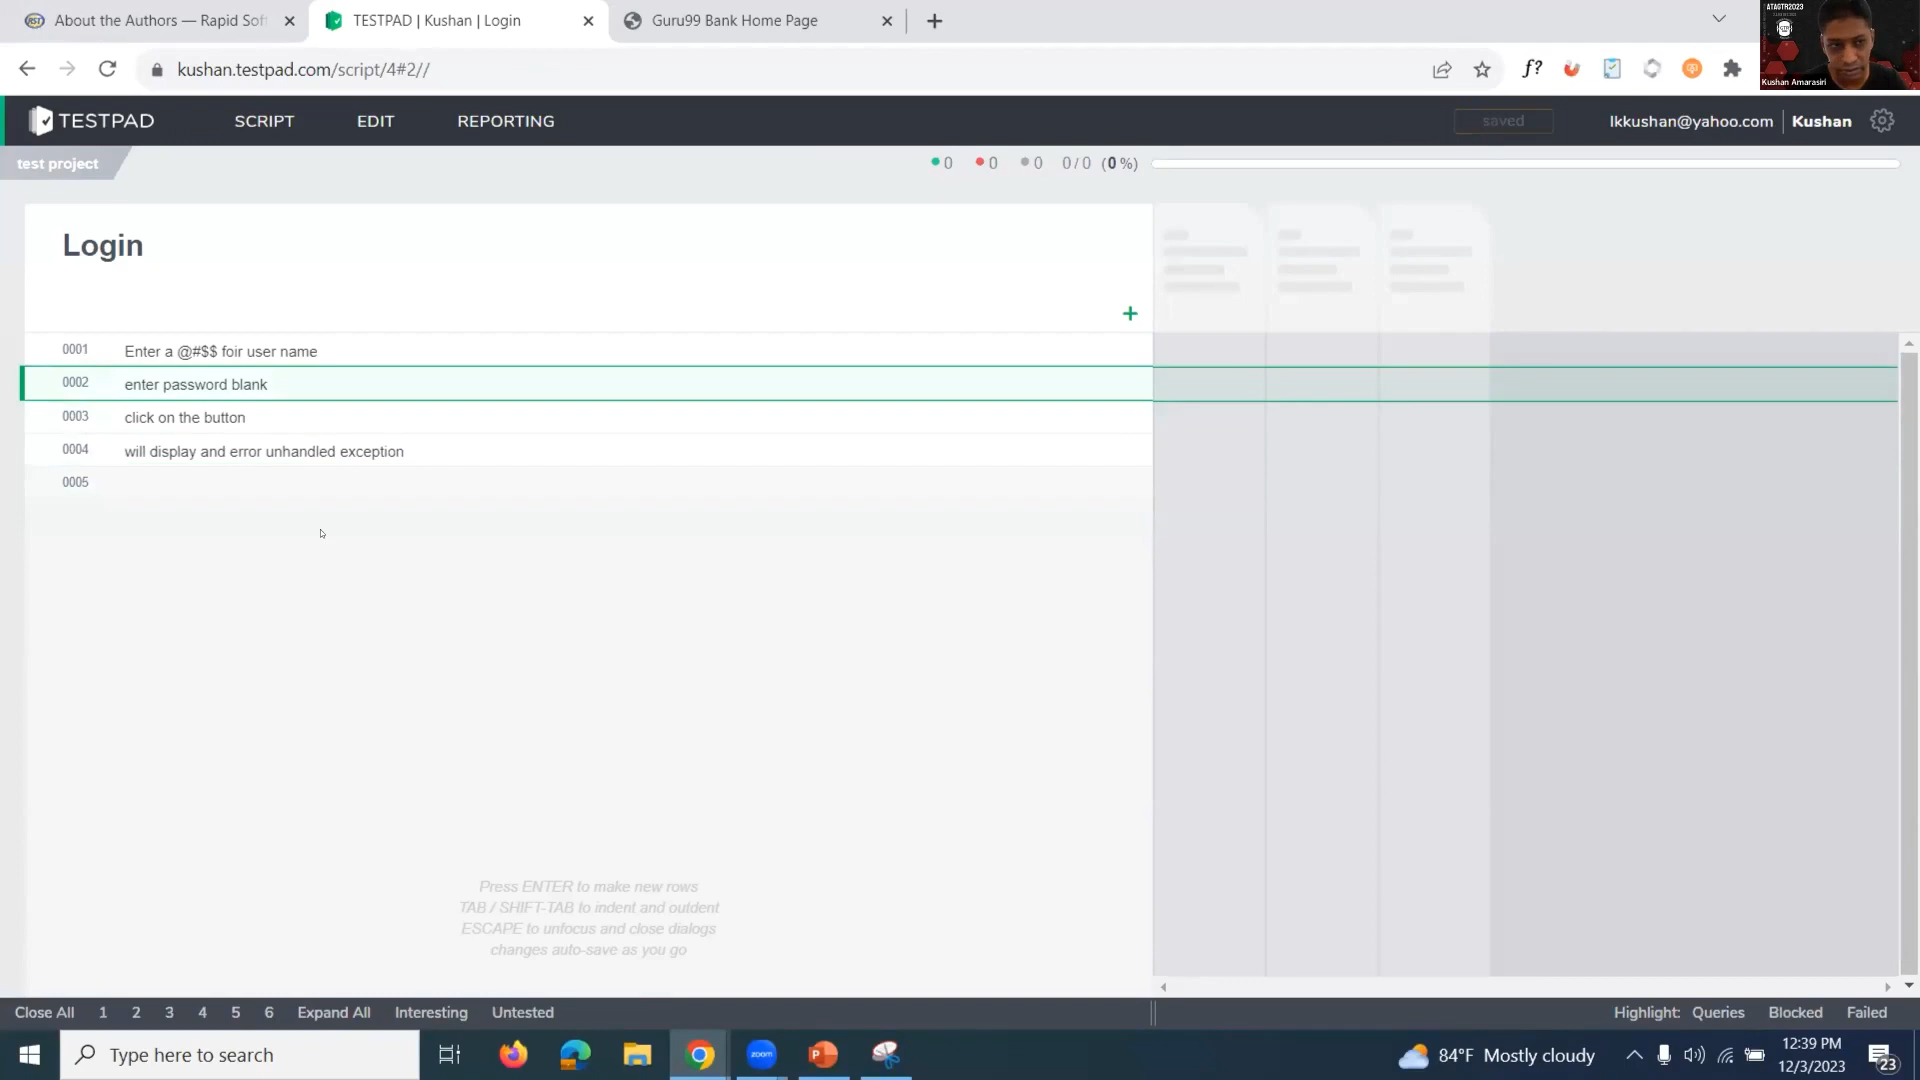 About the Authors — Rapid Sof
TESTPAD | Kushan | Login
Guru99 Bank Home Page
ATAGTR2023
Kushan Amarasiri
kushan.testpad.com/script/4#2//
f?
TESTPAD
SCRIPT
EDIT
REPORTING
saved
lkkushan@yahoo.com
Kushan
test project
0
0
0
0/0
(0 %)
Login
+
0001 Enter a @#$$ foir user name
0002 enter password blank
0003 click on the button
0004 will display and error unhandled exception
0005
Press ENTER to make new rows
TAB / SHIFT-TAB to indent and outdent
ESCAPE to unfocus and close dialogs
changes auto-save as you go
Close All 1 2 3 4 5 6 Expand All Interesting Untested
Highlight: Queries Blocked Failed
Type here to search
zoom
84°F Mostly cloudy
12:39 PM
12/3/2023
23